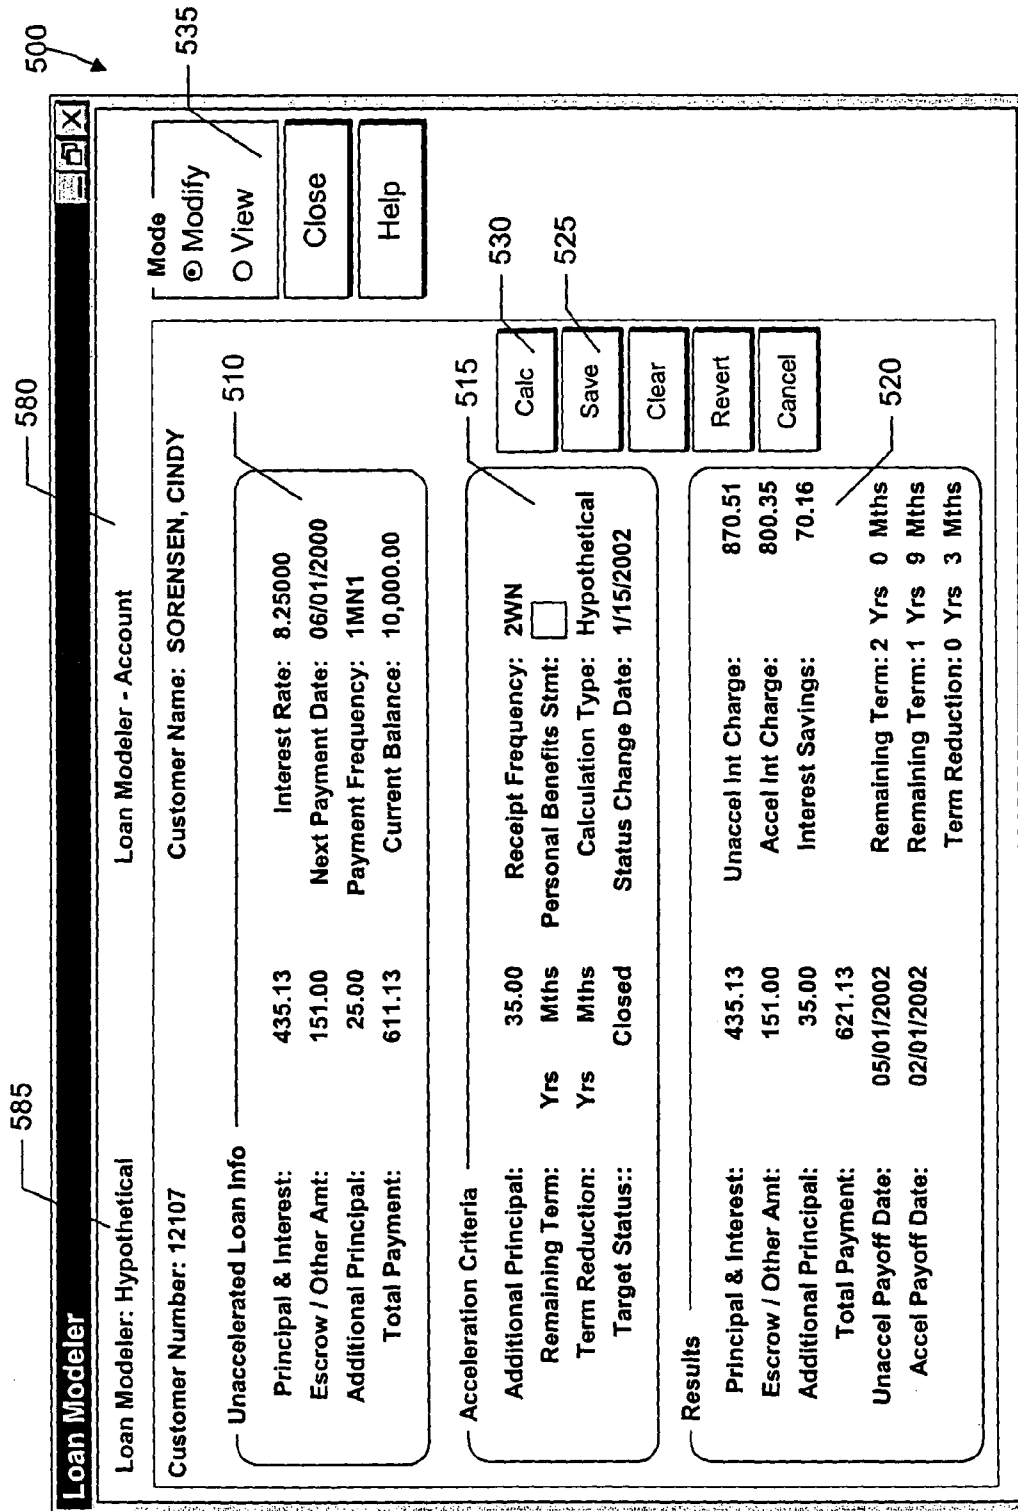 500
Loan Modeler
585
580
Loan Modeler: Hypothetical
Loan Modeler - Account
Mode
Modify
View
535
Close
Help
Customer Number: 12107
Customer Name: SORENSEN, CINDY
Unaccelerated Loan Info
510
Principal & Interest: 435.13 Interest Rate: 8.25000
Escrow / Other Amt: 151.00 Next Payment Date: 06/01/2000
Additional Principal: 25.00 Payment Frequency: 1MN1
Total Payment: 611.13 Current Balance: 10,000.00
Acceleration Criteria
515
Additional Principal: 35.00 Receipt Frequency: 2WN
Remaining Term: Yrs Mths Personal Benefits Stmt:
Term Reduction: Yrs Mths Calculation Type: Hypothetical
Target Status:: Closed Status Change Date: 1/15/2002
Calc
530
Save
525
Clear
Revert
Cancel
Results
520
Principal & Interest: 435.13 Unaccel Int Charge: 870.51
Escrow / Other Amt: 151.00 Accel Int Charge: 800.35
Additional Principal: 35.00 Interest Savings: 70.16
Total Payment: 621.13
Unaccel Payoff Date: 05/01/2002 Remaining Term: 2 Yrs 0 Mths
Accel Payoff Date: 02/01/2002 Remaining Term: 1 Yrs 9 Mths
Term Reduction: 0 Yrs 3 Mths